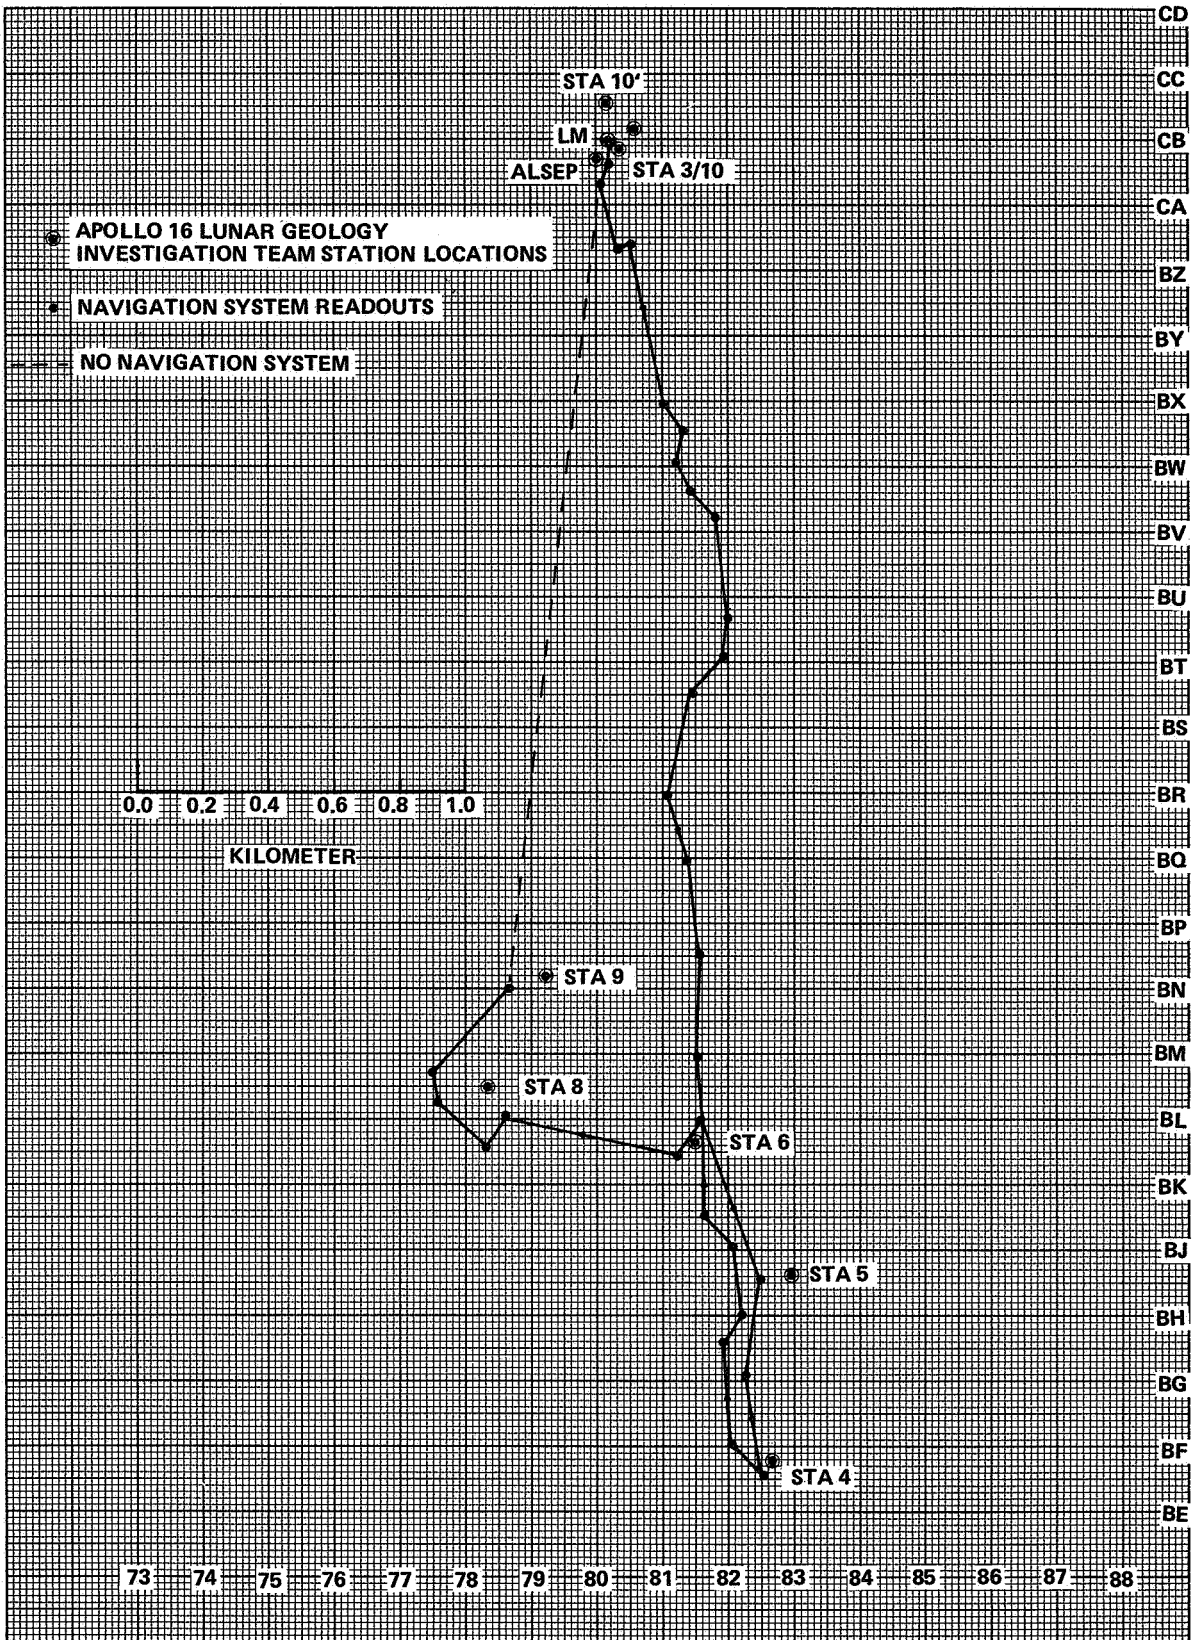 CD
STA 10'
CC
LM
CB
ALSEP
STA 3/10
CA
APOLLO 16 LUNAR GEOLOGY
INVESTIGATION TEAM STATION LOCATIONS
BZ
NAVIGATION SYSTEM READOUTS
BY
NO NAVIGATION SYSTEM
BX
BW
BV
BU
BT
BS
0.0 0.2 0.4 0.6 0.8 1.0
BR
KILOMETER
BQ
BP
STA 9
BN
BM
STA 8
BL
STA 6
BK
BJ
STA 5
BH
BG
BF
STA 4
BE
73 74 75 76 77 78 79 80 81 82 83 84 85 86 87 88